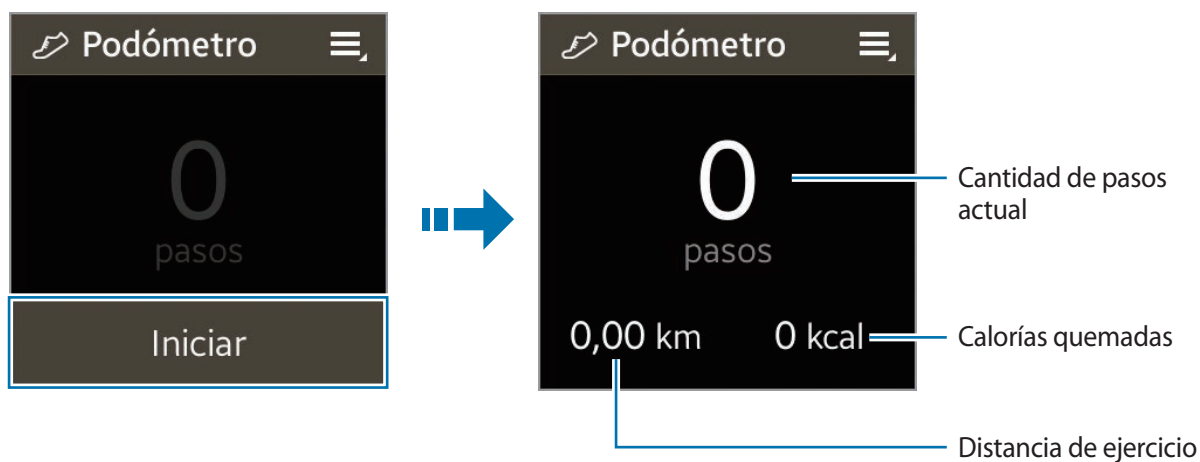 Podómetro
0
pasos
Iniciar
Podómetro
0
pasos
0,00 km
0 kcal
Cantidad de pasos
actual
Calorías quemadas
Distancia de ejercicio